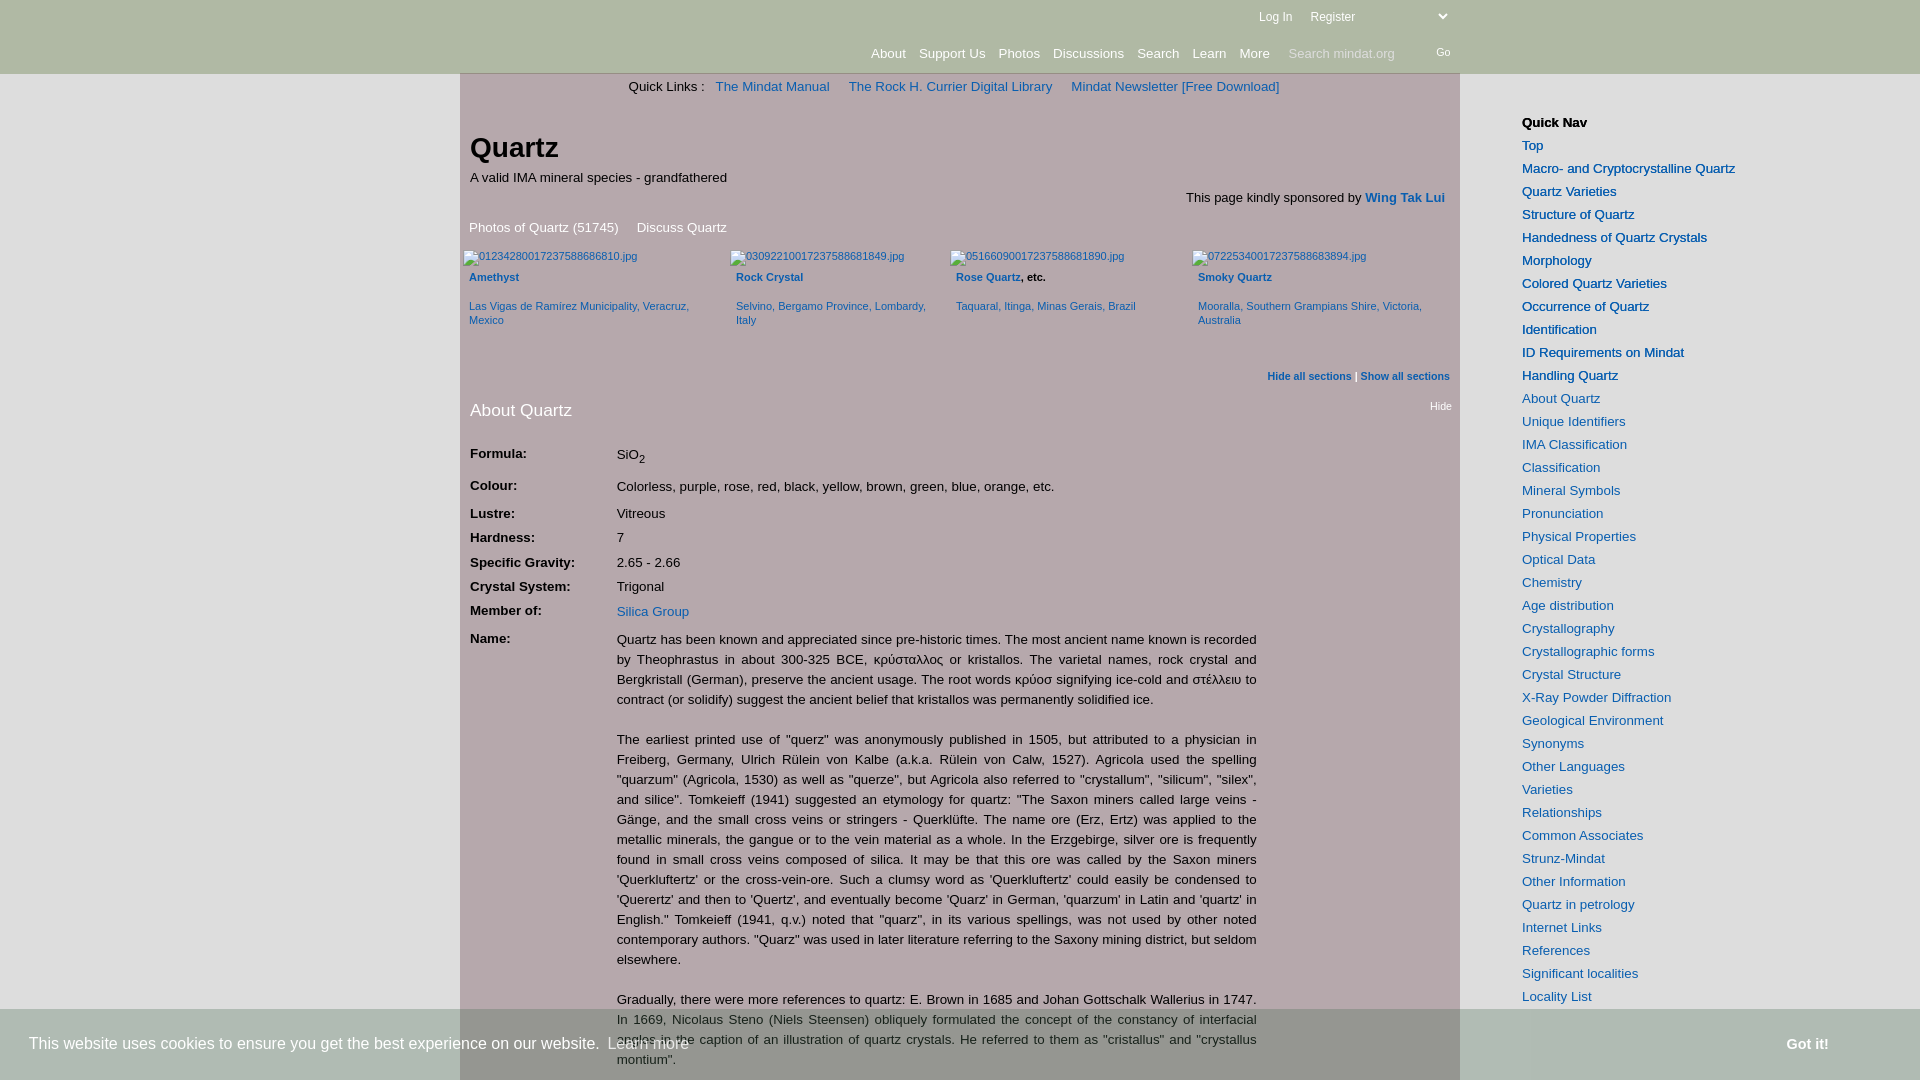 Log In Register
About Support Us Photos Discussions Search Learn More Search mindat.org Go
Quick Links : The Mindat Manual The Rock H. Currier Digital Library Mindat Newsletter [Free Download]
Quartz
A valid IMA mineral species - grandfathered
This page kindly sponsored by Wing Tak Lui
Photos of Quartz (51745) Discuss Quartz
01234280017237588686810.jpg
Amethyst
Las Vigas de Ramírez Municipality, Veracruz,
Mexico
03092210017237588681849.jpg
Rock Crystal
Selvino, Bergamo Province, Lombardy,
Italy
05166090017237588681890.jpg
Rose Quartz, etc.
Taquaral, Itinga, Minas Gerais, Brazil
07225340017237588683894.jpg
Smoky Quartz
Mooralla, Southern Grampians Shire, Victoria,
Australia
Hide all sections | Show all sections
About Quartz Hide
Formula: SiO2
Colour: Colorless, purple, rose, red, black, yellow, brown, green, blue, orange, etc.
Lustre: Vitreous
Hardness: 7
Specific Gravity: 2.65 - 2.66
Crystal System: Trigonal
Member of: Silica Group
Name: Quartz has been known and appreciated since pre-historic times. The most ancient name known is recorded
by Theophrastus in about 300-325 BCE, κρύσταλλος or kristallos. The varietal names, rock crystal and
Bergkristall (German), preserve the ancient usage. The root words κρύοσ signifying ice-cold and στέλλειυ to
contract (or solidify) suggest the ancient belief that kristallos was permanently solidified ice.
The earliest printed use of "querz" was anonymously published in 1505, but attributed to a physician in
Freiberg, Germany, Ulrich Rülein von Kalbe (a.k.a. Rülein von Calw, 1527). Agricola used the spelling
"quarzum" (Agricola, 1530) as well as "querze", but Agricola also referred to "crystallum", "silicum", "silex",
and silice". Tomkeieff (1941) suggested an etymology for quartz: "The Saxon miners called large veins -
Gänge, and the small cross veins or stringers - Querklüfte. The name ore (Erz, Ertz) was applied to the
metallic minerals, the gangue or to the vein material as a whole. In the Erzgebirge, silver ore is frequently
found in small cross veins composed of silica. It may be that this ore was called by the Saxon miners
'Querkluftertz' or the cross-vein-ore. Such a clumsy word as 'Querkluftertz' could easily be condensed to
'Querertz' and then to 'Quertz', and eventually become 'Quarz' in German, 'quarzum' in Latin and 'quartz' in
English." Tomkeieff (1941, q.v.) noted that "quarz", in its various spellings, was not used by other noted
contemporary authors. "Quarz" was used in later literature referring to the Saxony mining district, but seldom
elsewhere.
Gradually, there were more references to quartz: E. Brown in 1685 and Johan Gottschalk Wallerius in 1747.
In 1669, Nicolaus Steno (Niels Steensen) obliquely formulated the concept of the constancy of interfacial
angles in the caption of an illustration of quartz crystals. He referred to them as "cristallus" and "crystallus
montium".
Quick Nav
Top
Macro- and Cryptocrystalline Quartz
Quartz Varieties
Structure of Quartz
Handedness of Quartz Crystals
Morphology
Colored Quartz Varieties
Occurrence of Quartz
Identification
ID Requirements on Mindat
Handling Quartz
About Quartz
Unique Identifiers
IMA Classification
Classification
Mineral Symbols
Pronunciation
Physical Properties
Optical Data
Chemistry
Age distribution
Crystallography
Crystallographic forms
Crystal Structure
X-Ray Powder Diffraction
Geological Environment
Synonyms
Other Languages
Varieties
Relationships
Common Associates
Strunz-Mindat
Other Information
Quartz in petrology
Internet Links
References
Significant localities
Locality List
This website uses cookies to ensure you get the best experience on our website. Learn more
Got it!